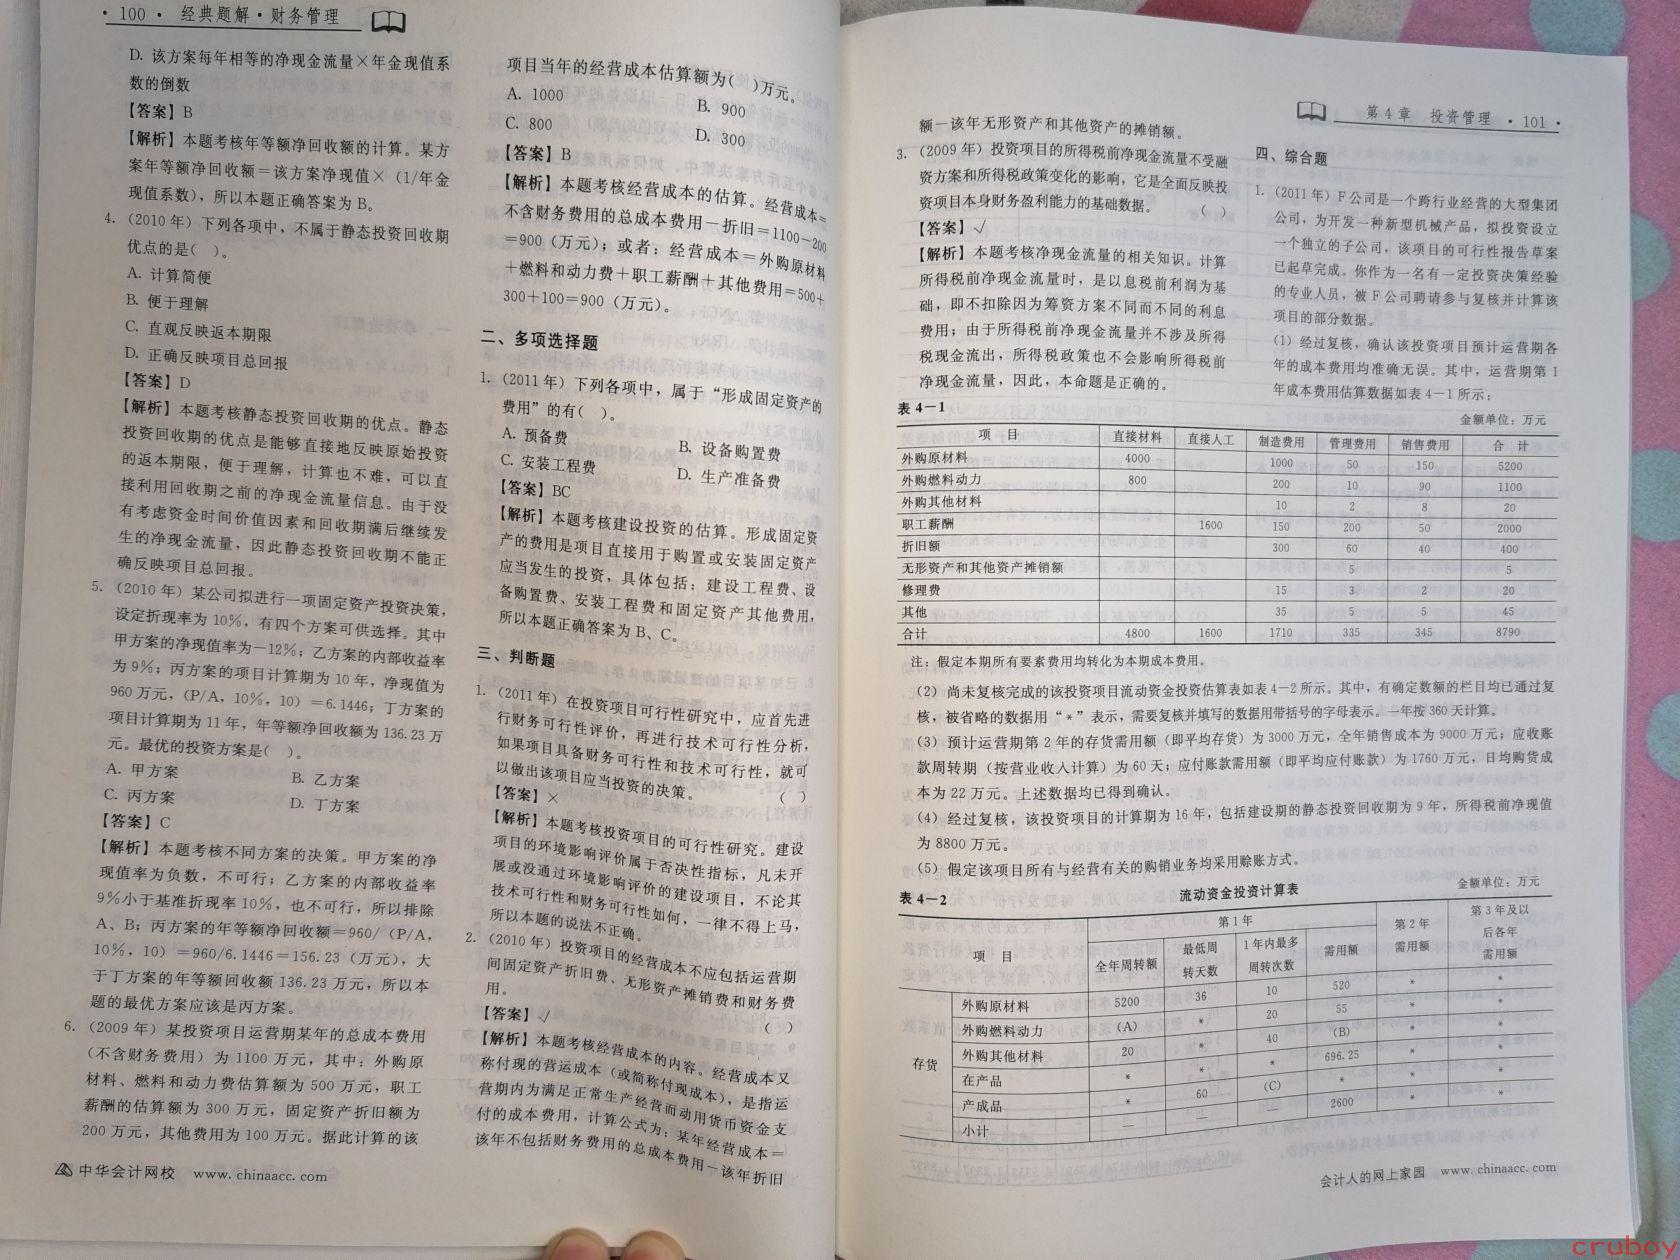 · 100 · 经典题解·财务管理
D. 该方案每年相等的净现金流量×年金现值系
数的倒数
【答案】B
【解析】本题考核年等额净回收额的计算。某方
案年等额净回收额=该方案净现值×(1/年金
现值系数),所以本题正确答案为 B。
4. (2010 年) 下列各项中,不属于静态投资回收期
优点的是( )。
A. 计算简便
B. 便于理解
C. 直观反映返本期限
D. 正确反映项目总回报
【答案】D
【解析】本题考核静态投资回收期的优点。静态
投资回收期的优点是能够直接地反映原始投资
的返本期限,便于理解,计算也不难,可以直
接利用回收期之前的净现金流量信息。由于没
有考虑资金时间价值因素和回收期满后继续发
生的净现金流量,因此静态投资回收期不能正
确反映项目总回报。
5. (2010 年) 某公司拟进行一项固定资产投资决策,
设定折现率为 10%,有四个方案可供选择。其中
甲方案的净现值率为-12%;乙方案的内部收益率
为 9%;丙方案的项目计算期为 10 年,净现值为
960 万元,(P/A,10%,10)=6.1446;丁方案的
项目计算期为 11 年,年等额净回收额为 136.23 万
元。最优的投资方案是( )。
A. 甲方案 B. 乙方案
C. 丙方案 D. 丁方案
【答案】C
【解析】本题考核不同方案的决策。甲方案的净
现值率为负数,不可行;乙方案的内部收益率
9%小于基准折现率 10%,也不可行,所以排除
A、B;丙方案的年等额净回收额=960/(P/A,
10%,10)=960/6.1446=156.23 (万元),大
于丁方案的年等额回收额 136.23 万元,所以本
题的最优方案应该是丙方案。
6. (2009 年) 某投资项目运营期某年的总成本费用
(不含财务费用) 为 1100 万元,其中:外购原
材料、燃料和动力费估算额为 500 万元,职工
薪酬的估算额为 300 万元,固定资产折旧额为
200 万元,其他费用为 100 万元。据此计算的该
中华会计网校 www.chinaacc.com
项目当年的经营成本估算额为( )万元。
A. 1000 B. 900
C. 800 D. 300
【答案】B
【解析】本题考核经营成本的估算。经营成本=
不含财务费用的总成本费用-折旧=1100-200
=900 (万元);或者:经营成本=外购原材料
+燃料和动力费+职工薪酬+其他费用=500+
300+100=900 (万元)。
二、多项选择题
1. (2011 年) 下列各项中,属于“形成固定资产的
费用”的有( )。
A. 预备费 B. 设备购置费
C. 安装工程费 D. 生产准备费
【答案】BC
【解析】本题考核建设投资的估算。形成固定资
产的费用是项目直接用于购置或安装固定资产
应当发生的投资,具体包括:建设工程费、设
备购置费、安装工程费和固定资产其他费用,
所以本题正确答案为 B、C。
三、判断题
1. (2011 年) 在投资项目可行性研究中,应首先进
行财务可行性评价,再进行技术可行性分析,
如果项目具备财务可行性和技术可行性,就可
以做出该项目应当投资的决策。 ( )
【答案】×
【解析】本题考核投资项目的可行性研究。建设
项目的环境影响评价属于否决性指标,凡未开
展或没通过环境影响评价的建设项目,不论其
技术可行性和财务可行性如何,一律不得上马,
所以本题的说法不正确。
2. (2010 年) 投资项目的经营成本不应包括运营期
间固定资产折旧费、无形资产摊销费和财务费
用。 ( )
【答案】√
【解析】本题考核经营成本的内容。经营成本又
称付现的营运成本 (或简称付现成本),是指运
营期内为满足正常生产经营而动用货币资金支
付的成本费用,计算公式为:某年经营成本=
该年不包括财务费用的总成本费用-该年折旧
第 4 章 投资管理 · 101 ·
额-该年无形资产和其他资产的摊销额。
3. (2009 年) 投资项目的所得税前净现金流量不受融
资方案和所得税政策变化的影响,它是全面反映投
资项目本身财务盈利能力的基础数据。 ( )
【答案】√
【解析】本题考核净现金流量的相关知识。计算
所得税前净现金流量时,是以息税前利润为基
础,即不扣除因为筹资方案不同而不同的利息
费用;由于所得税前净现金流量并不涉及所得
税现金流出,所得税政策也不会影响所得税前
净现金流量,因此,本命题是正确的。
四、综合题
1. (2011 年) F 公司是一个跨行业经营的大型集团
公司,为开发一种新型机械产品,拟投资设立
一个独立的子公司,该项目的可行性报告草案
已起草完成。你作为一名有一定投资决策经验
的专业人员,被 F 公司聘请参与复核并计算该
项目的部分数据。
(1) 经过复核,确认该投资项目预计运营期各
年的成本费用均准确无误。其中,运营期第 1
年成本费用估算数据如表 4-1 所示:
表 4-1 金额单位:万元
项 目 直接材料 直接人工 制造费用 管理费用 销售费用 合 计
外购原材料 4000 1000 50 150 5200
外购燃料动力 800 200 10 90 1100
外购其他材料 10 2 8 20
职工薪酬 1600 150 200 50 2000
折旧额 300 60 40 400
无形资产和其他资产摊销额 5 5
修理费 15 3 2 20
其他 35 5 5 45
合计 4800 1600 1710 335 345 8790
注:假定本期所有要素费用均转化为本期成本费用。
(2) 尚未复核完成的该投资项目流动资金投资估算表如表 4-2 所示。其中,有确定数额的栏目均已通过复
核,被省略的数据用“*”表示,需要复核并填写的数据用带括号的字母表示。一年按 360 天计算。
(3) 预计运营期第 2 年的存货需用额 (即平均存货) 为 3000 万元,全年销售成本为 9000 万元;应收账
款周转期 (按营业收入计算) 为 60 天;应付账款需用额 (即平均应付账款) 为 1760 万元,日均购货成
本为 22 万元。上述数据均已得到确认。
(4) 经过复核,该投资项目的计算期为 16 年,包括建设期的静态投资回收期为 9 年,所得税前净现值
为 8800 万元。
(5) 假定该项目所有与经营有关的购销业务均采用赊账方式。
表 4-2 流动资金投资计算表 金额单位:万元
项 目 第 1 年 第 2 年 需用额 第 3 年及以后各年需用额
全年周转额 最低周转天数 1 年内最多周转次数 需用额
存货
外购原材料 5200 36 10 520 * *
外购燃料动力 (A) * 20 55 * *
外购其他材料 20 * 40 (B) * *
在产品 * * * 696.25 * *
产成品 * 60 (C) * * *
小计 — — — 2600 * *
会计人的网上家园 www.chinaacc.com
cruboy